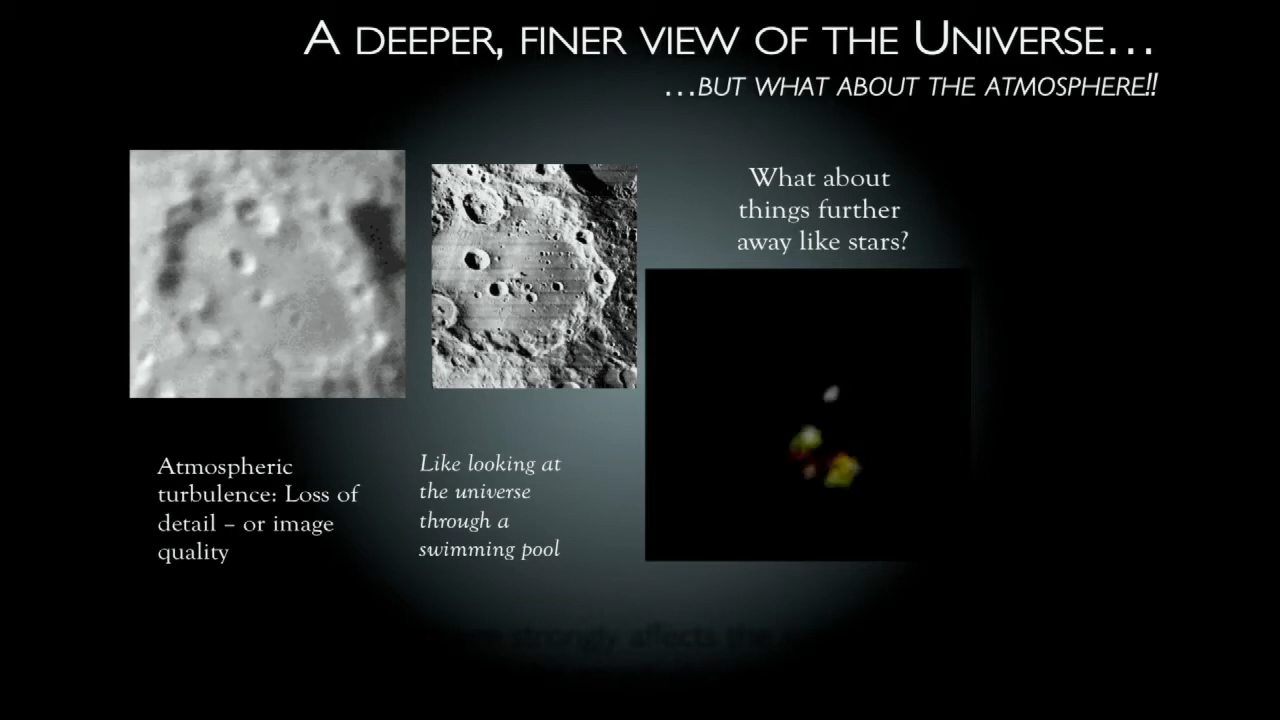 A DEEPER, FINER VIEW OF THE UNIVERSE...
...BUT WHAT ABOUT THE ATMOSPHERE!!
What about
things further
away like stars?
Atmospheric
turbulence: Loss of
detail – or image
quality
Like looking at
the universe
through a
swimming pool
strongly affects the